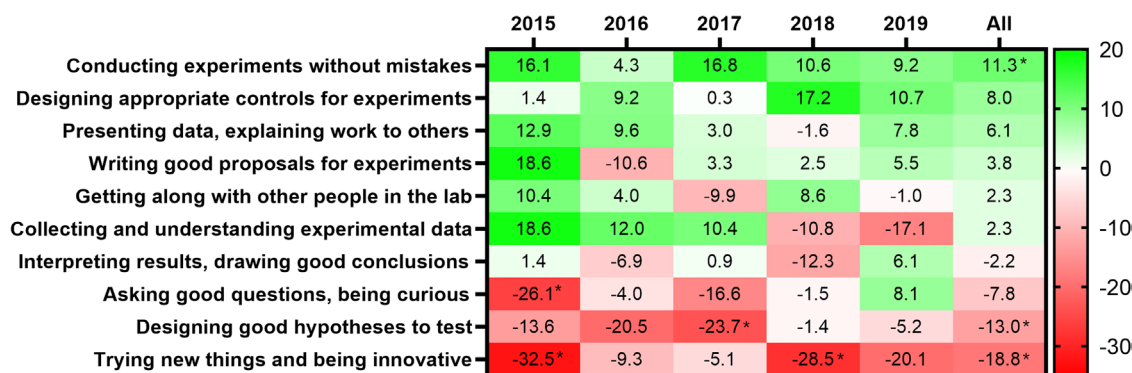 2015 2016 2017 2018 2019 All
Conducting experiments without mistakes 16.1 4.3 16.8 10.6 9.2 11.3* 20
Designing appropriate controls for experiments 1.4 9.2 0.3 17.2 10.7 8.0 10
Presenting data, explaining work to others 12.9 9.6 3.0 -1.6 7.8 6.1
Writing good proposals for experiments 18.6 -10.6 3.3 2.5 5.5 3.8 0
Getting along with other people in the lab 10.4 4.0 -9.9 8.6 -1.0 2.3
Collecting and understanding experimental data 18.6 12.0 10.4 -10.8 -17.1 2.3 -10
Interpreting results, drawing good conclusions 1.4 -6.9 0.9 -12.3 6.1 -2.2
Asking good questions, being curious -26.1* -4.0 -16.6 -1.5 8.1 -7.8 -20
Designing good hypotheses to test -13.6 -20.5 -23.7* -1.4 -5.2 -13.0*
Trying new things and being innovative -32.5* -9.3 -5.1 -28.5* -20.1 -18.8* -30